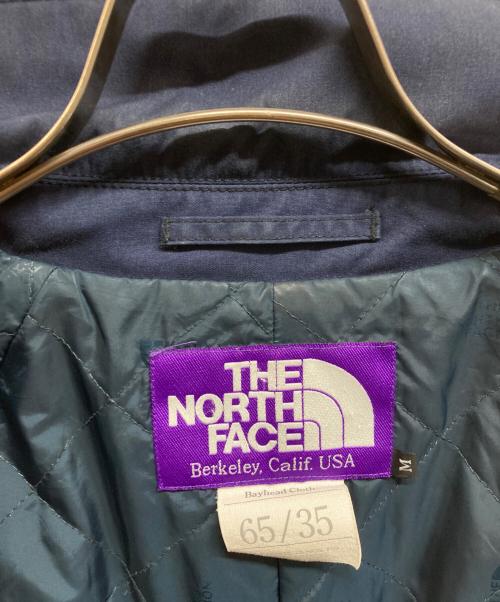 THE
NORTH
FACE
Berkeley, Calif. USA
M
Bayhead Cloth
65/35